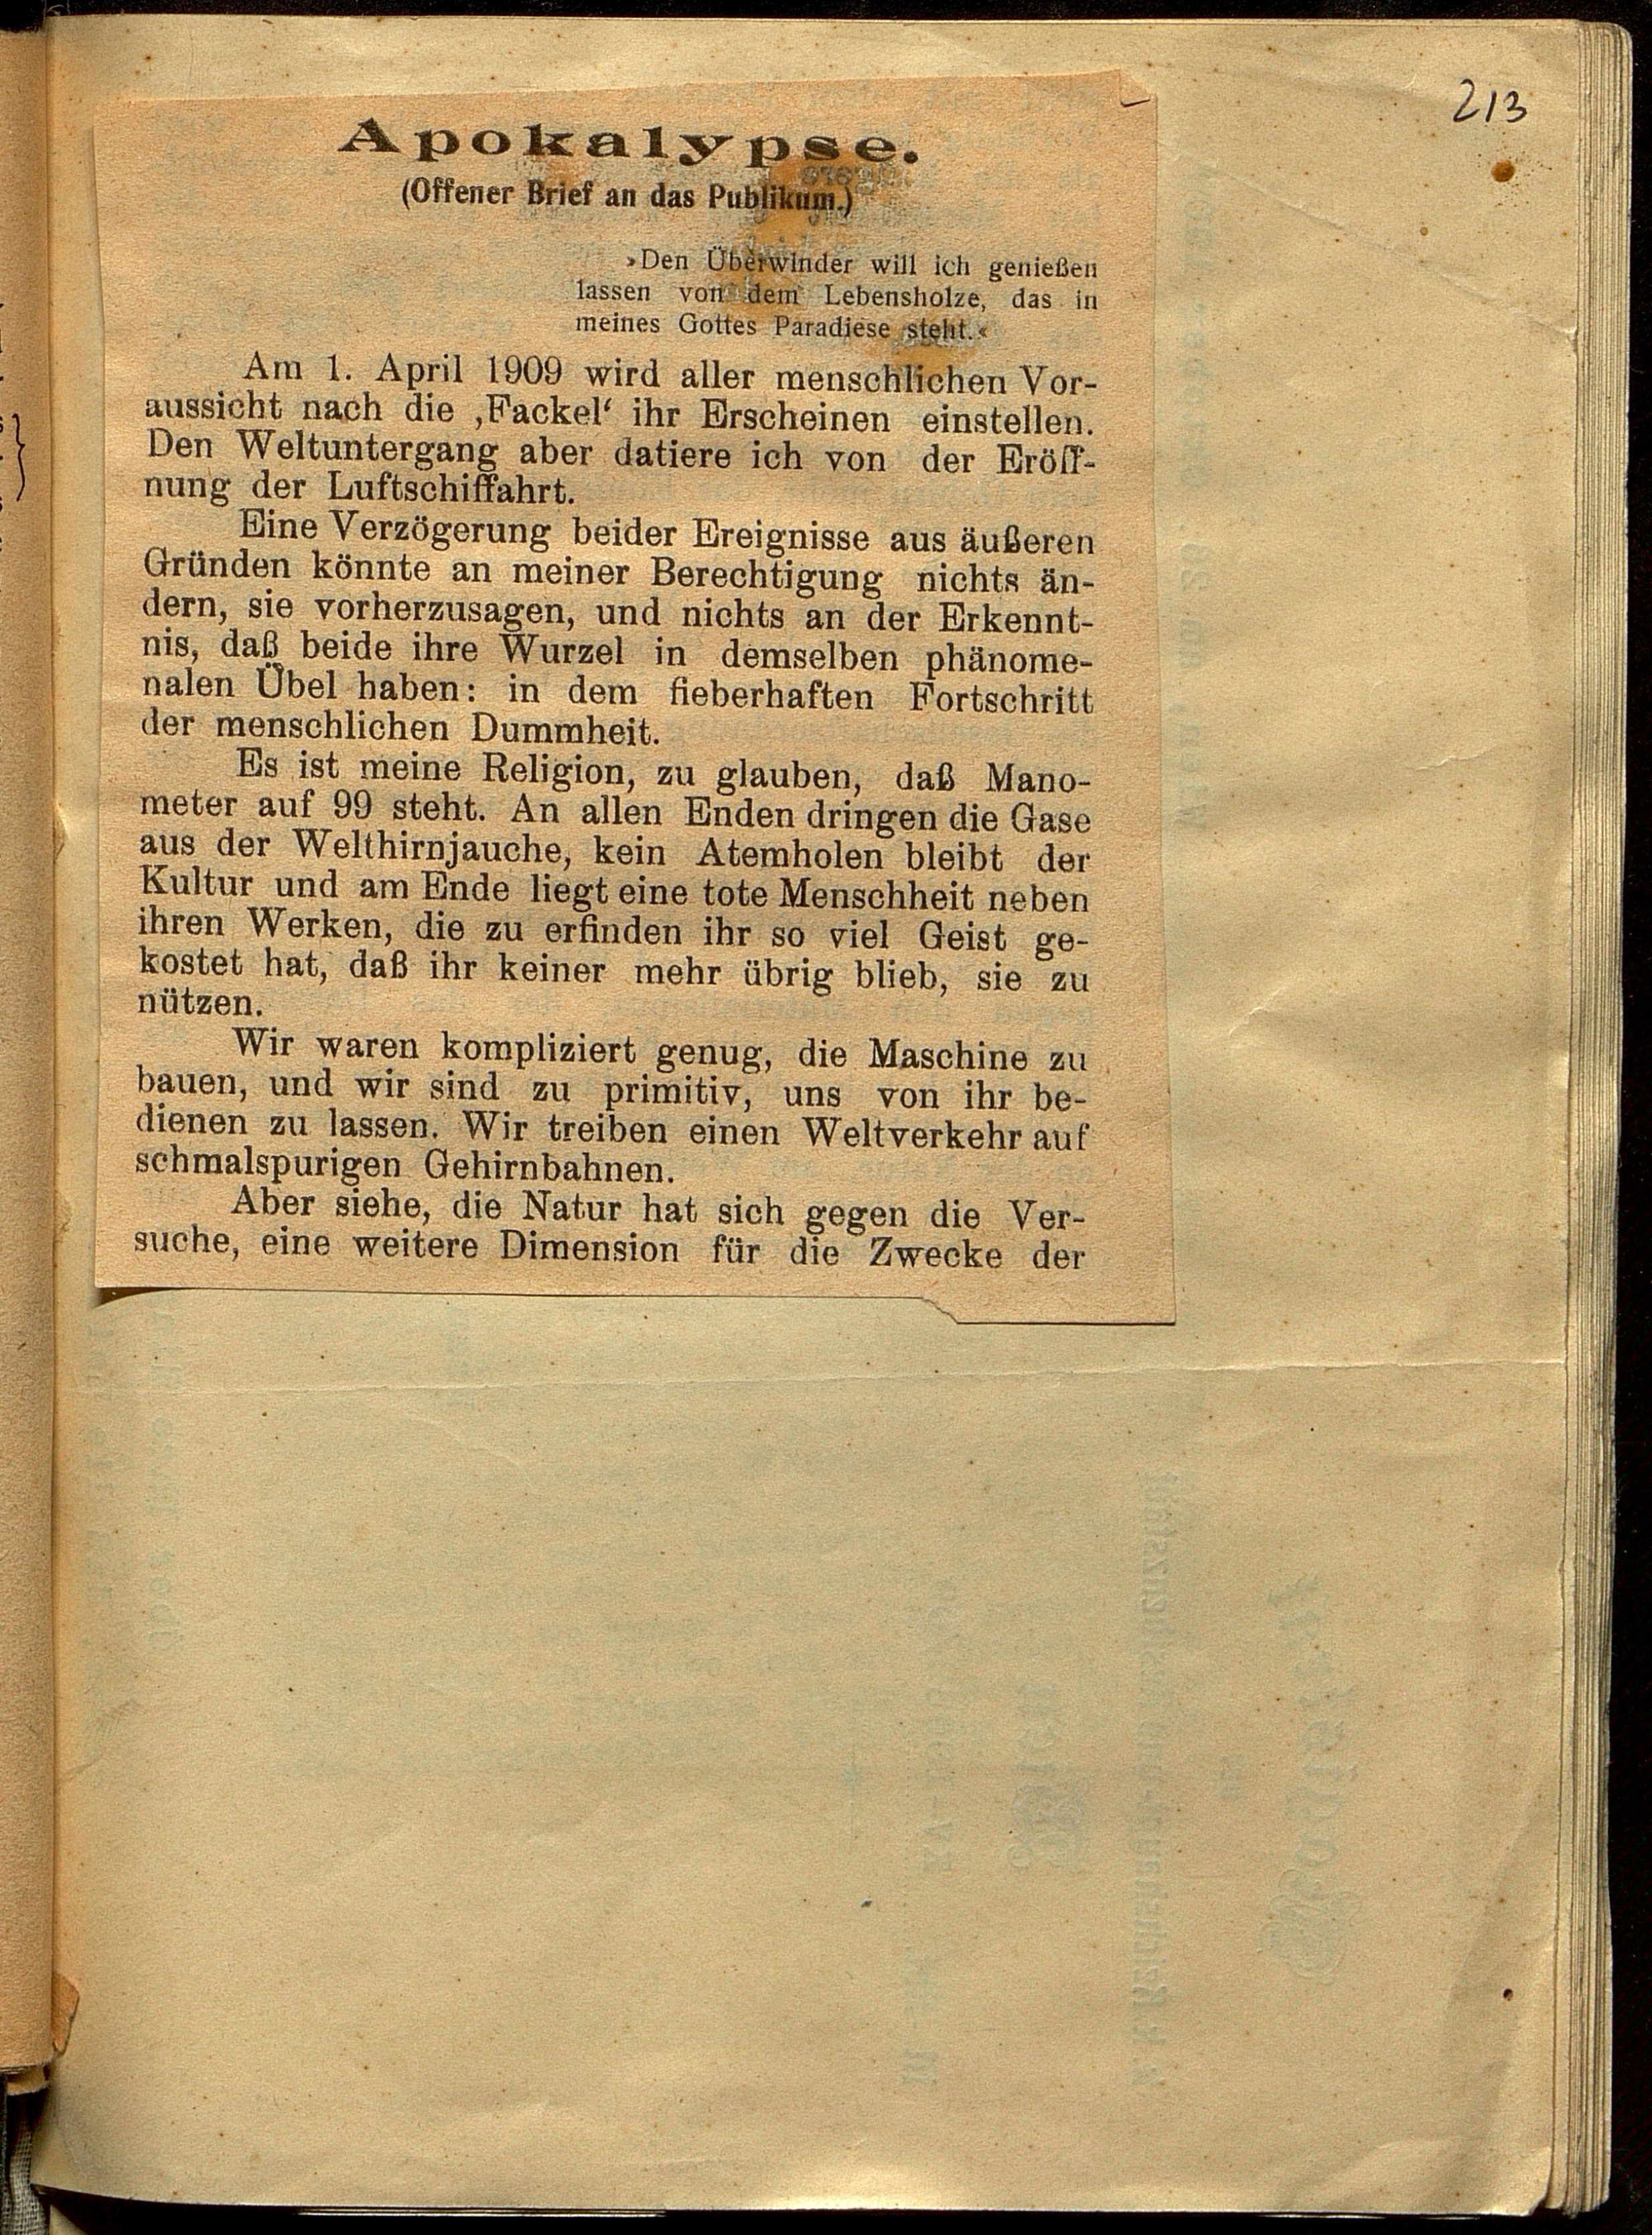 213
Apokalypse.
(Offener Brief an das Publikum.)
»Den Überwinder will ich genießen
lassen von dem Lebensholze, das in
meines Gottes Paradiese steht.«
Am 1. April 1909 wird aller menschlichen Vor-
aussicht nach die ‚Fackel‘ ihr Erscheinen einstellen.
Den Weltuntergang aber datiere ich von der Eröff-
nung der Luftschiffahrt.
Eine Verzögerung beider Ereignisse aus äußeren
Gründen könnte an meiner Berechtigung nichts än-
dern, sie vorherzusagen, und nichts an der Erkennt-
nis, daß beide ihre Wurzel in demselben phänome-
nalen Übel haben: in dem fieberhaften Fortschritt
der menschlichen Dummheit.
Es ist meine Religion, zu glauben, daß Mano-
meter auf 99 steht. An allen Enden dringen die Gase
aus der Welthirnjauche, kein Atemholen bleibt der
Kultur und am Ende liegt eine tote Menschheit neben
ihren Werken, die zu erfinden ihr so viel Geist ge-
kostet hat, daß ihr keiner mehr übrig blieb, sie zu
nützen.
Wir waren kompliziert genug, die Maschine zu
bauen, und wir sind zu primitiv, uns von ihr be-
dienen zu lassen. Wir treiben einen Weltverkehr auf
schmalspurigen Gehirnbahnen.
Aber siehe, die Natur hat sich gegen die Ver-
suche, eine weitere Dimension für die Zwecke der